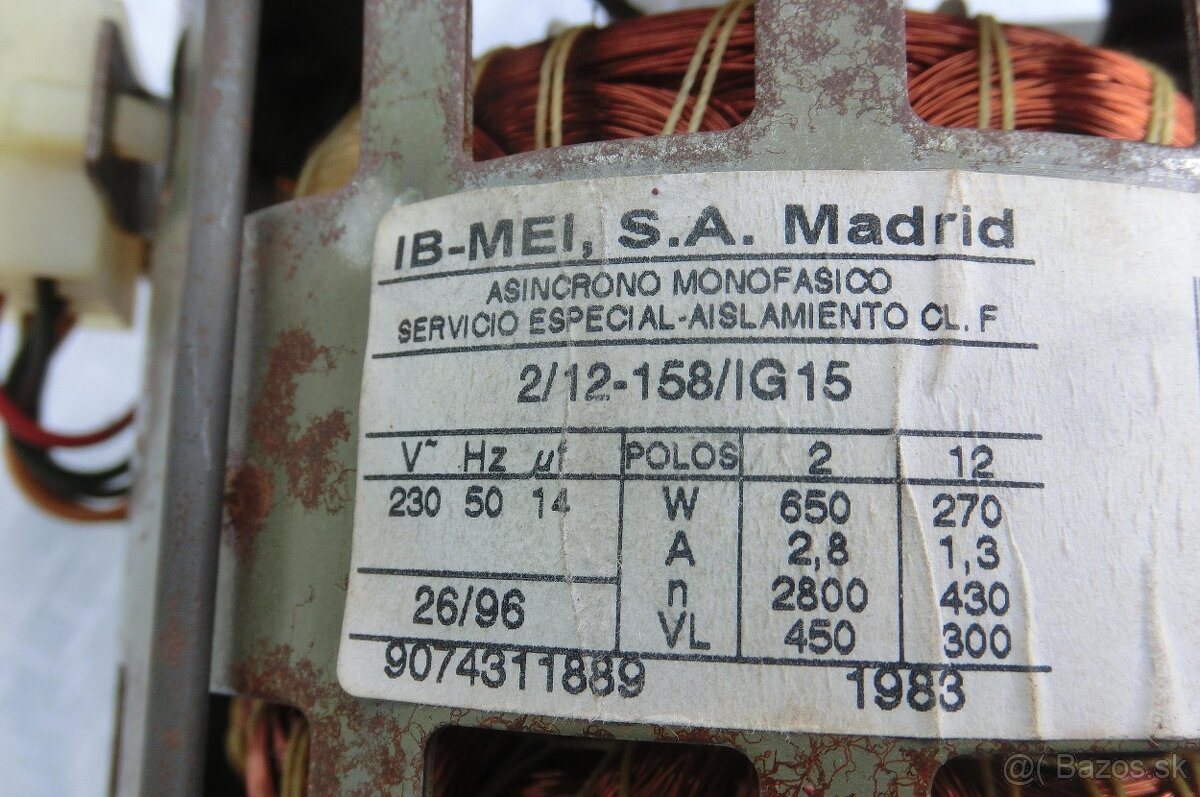 IB-MEI, S.A. Madrid
ASINCRONO MONOFASICO
SERVICIO ESPECIAL-AISLAMIENTO CL. F
2/12-158/IG15
V~ Hz µf POLOS 2 12
230 50 14 W 650 270
A 2,8 1,3
n 2800 430
26/96 VL 450 300
9074311889 1983
@( Bazos.sk